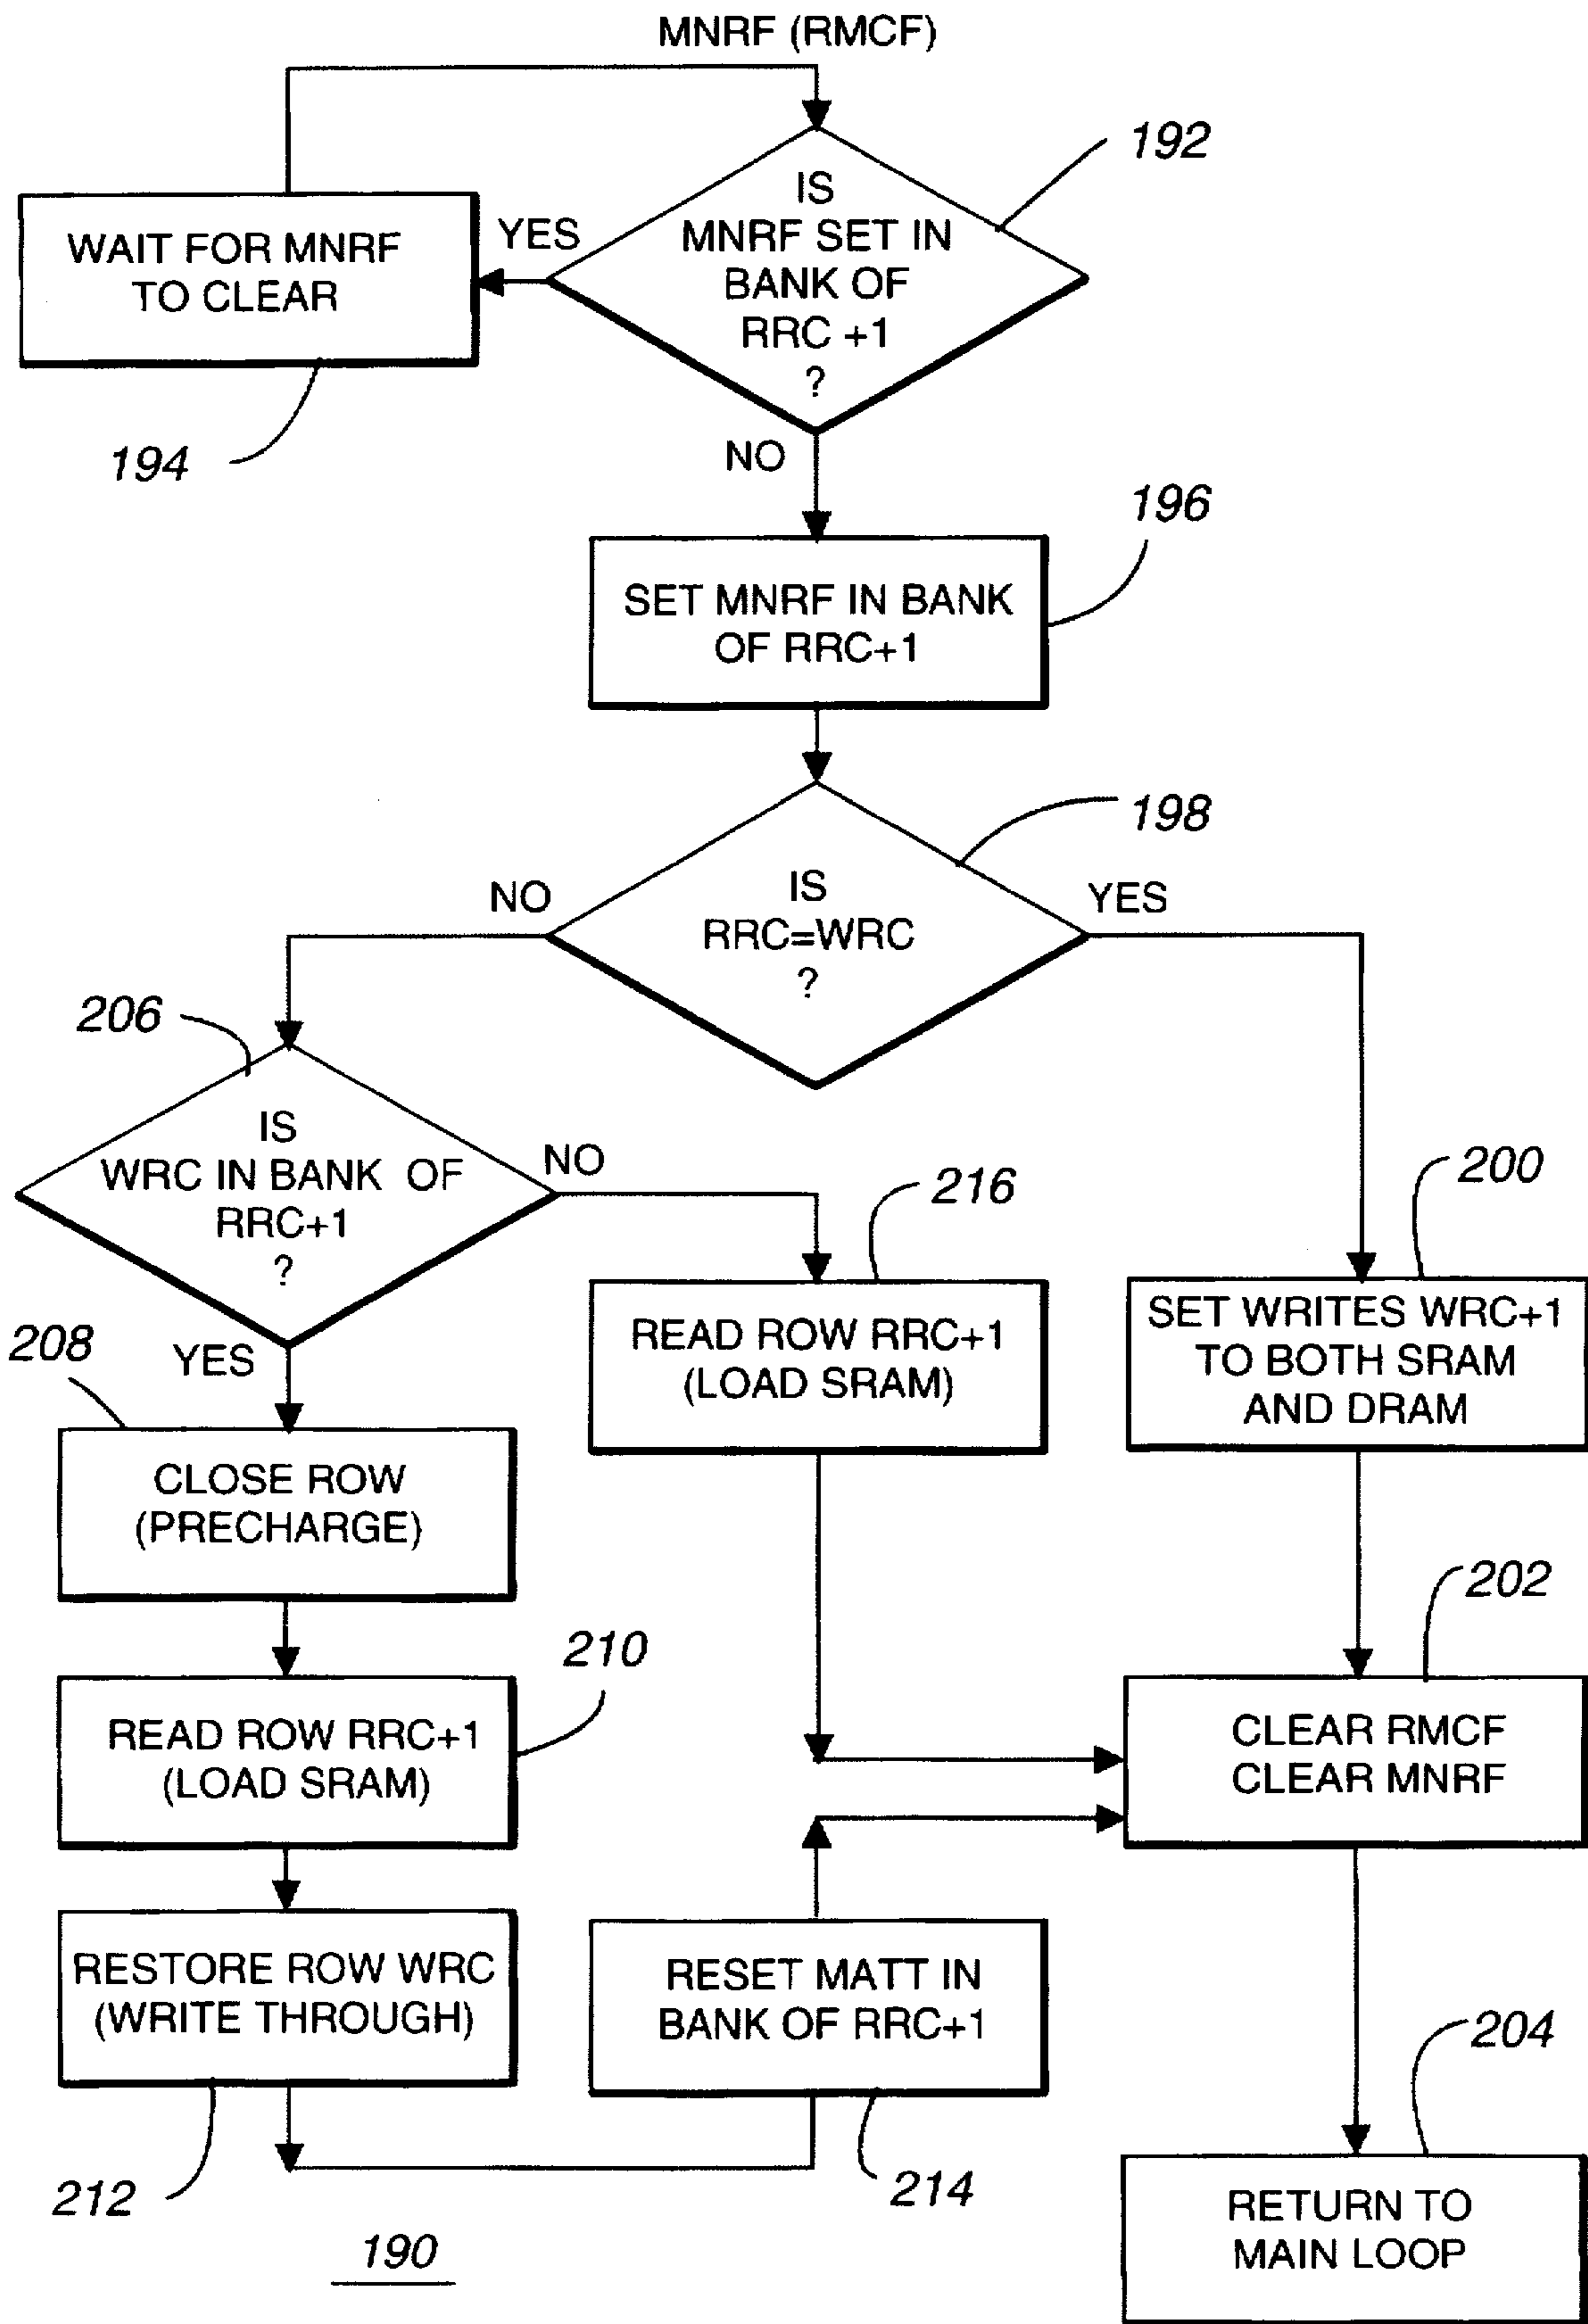 MNRF (RMCF)
192
IS
MNRF SET IN
BANK OF
RRC +1
?
YES
WAIT FOR MNRF
TO CLEAR
194
NO
196
SET MNRF IN BANK
OF RRC+1
198
IS
RRC=WRC
?
NO
YES
206
IS
WRC IN BANK OF
RRC+1
?
NO
YES
216
READ ROW RRC+1
(LOAD SRAM)
200
SET WRITES WRC+1
TO BOTH SRAM
AND DRAM
208
CLOSE ROW
(PRECHARGE)
210
READ ROW RRC+1
(LOAD SRAM)
202
CLEAR RMCF
CLEAR MNRF
RESTORE ROW WRC
(WRITE THROUGH)
212
RESET MATT IN
BANK OF RRC+1
214
204
RETURN TO
MAIN LOOP
190